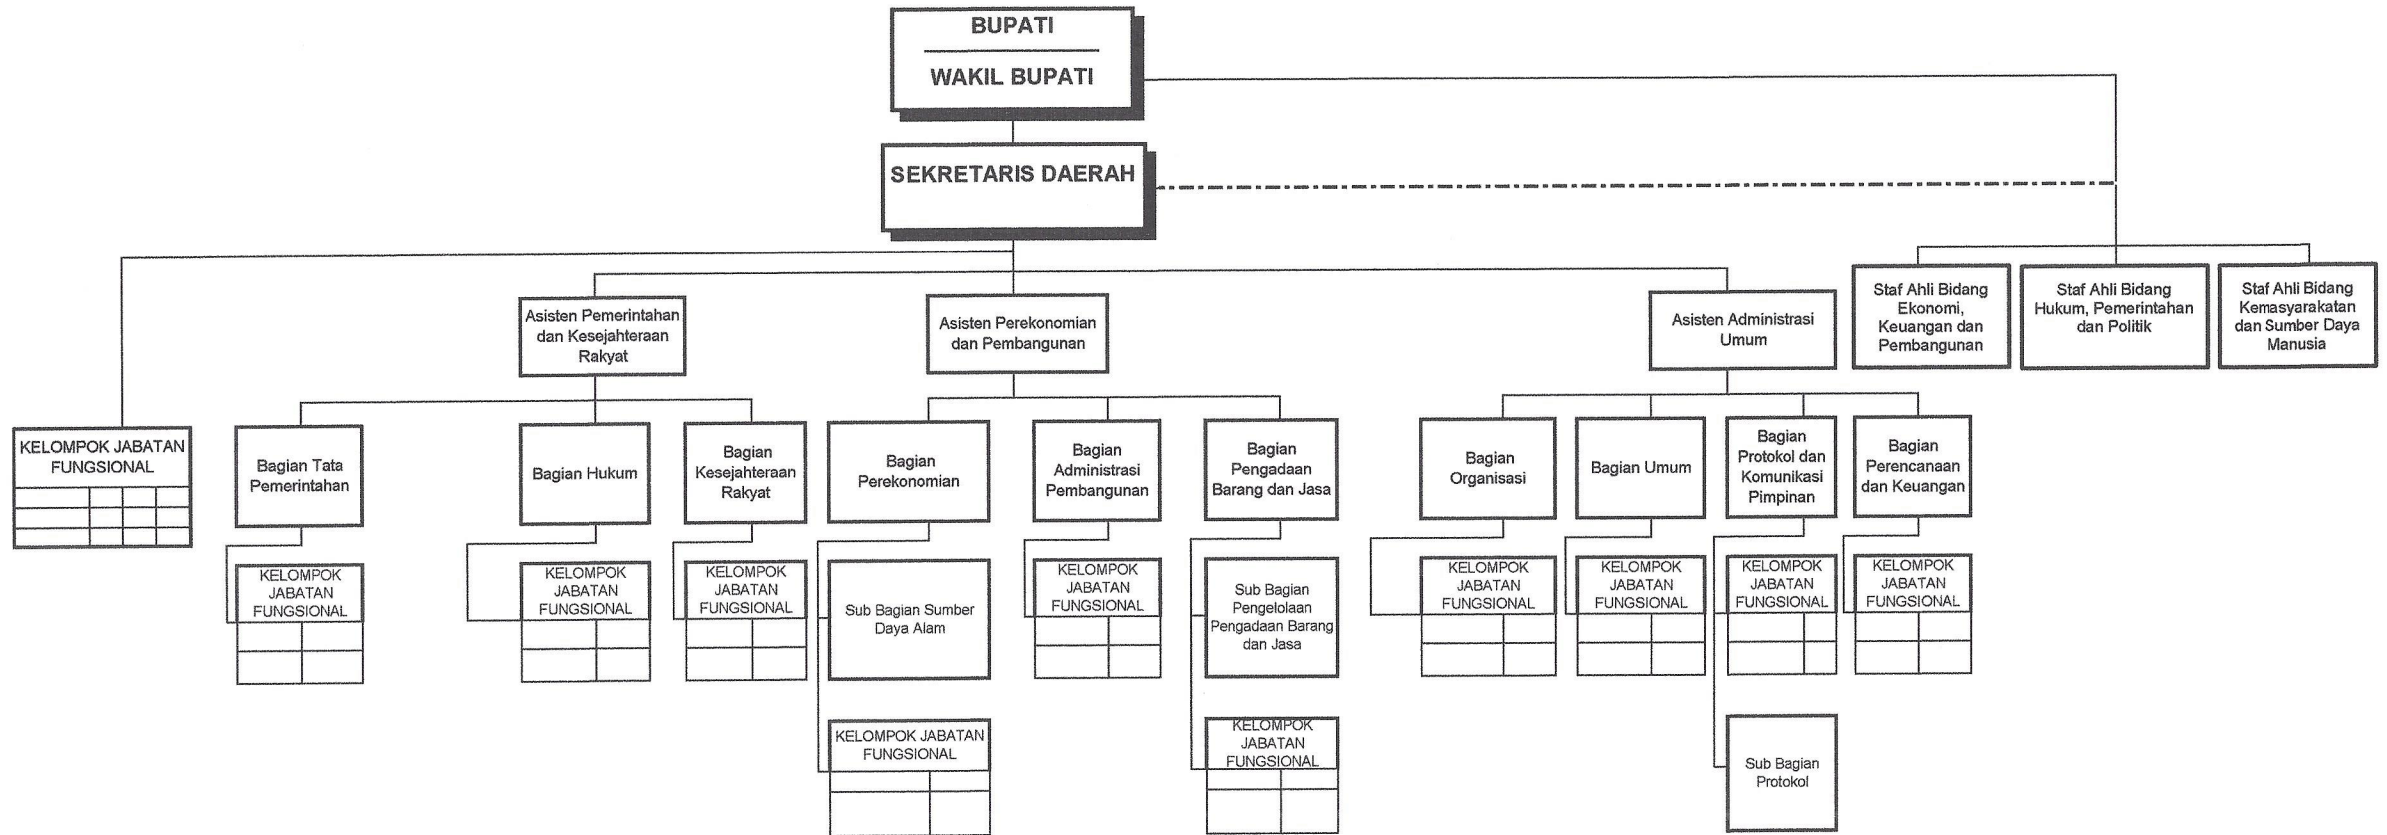 BUPATI
WAKIL BUPATI
SEKRETARIS DAERAH
Staf Ahli Bidang
Ekonomi,
Keuangan dan
Pembangunan
Staf Ahli Bidang
Hukum, Pemerintahan
dan Politik
Staf Ahli Bidang
Kemasyarakatan
dan Sumber Daya
Manusia
Asisten Pemerintahan
dan Kesejahteraan
Rakyat
Asisten Perekonomian
dan Pembangunan
Asisten Administrasi
Umum
KELOMPOK JABATAN
FUNGSIONAL
Bagian Tata
Pemerintahan
Bagian Hukum
Bagian
Kesejahteraan
Rakyat
Bagian
Perekonomian
Bagian
Administrasi
Pembangunan
Bagian
Pengadaan
Barang dan Jasa
Bagian
Organisasi
Bagian Umum
Bagian
Protokol dan
Komunikasi
Pimpinan
Bagian
Perencanaan
dan Keuangan
KELOMPOK
JABATAN
FUNGSIONAL
KELOMPOK
JABATAN
FUNGSIONAL
KELOMPOK
JABATAN
FUNGSIONAL
Sub Bagian Sumber
Daya Alam
KELOMPOK
JABATAN
FUNGSIONAL
Sub Bagian
Pengelolaan
Pengadaan Barang
dan Jasa
KELOMPOK
JABATAN
FUNGSIONAL
KELOMPOK
JABATAN
FUNGSIONAL
KELOMPOK
JABATAN
FUNGSIONAL
KELOMPOK
JABATAN
FUNGSIONAL
KELOMPOK JABATAN
FUNGSIONAL
KELOMPOK
JABATAN
FUNGSIONAL
Sub Bagian
Protokol